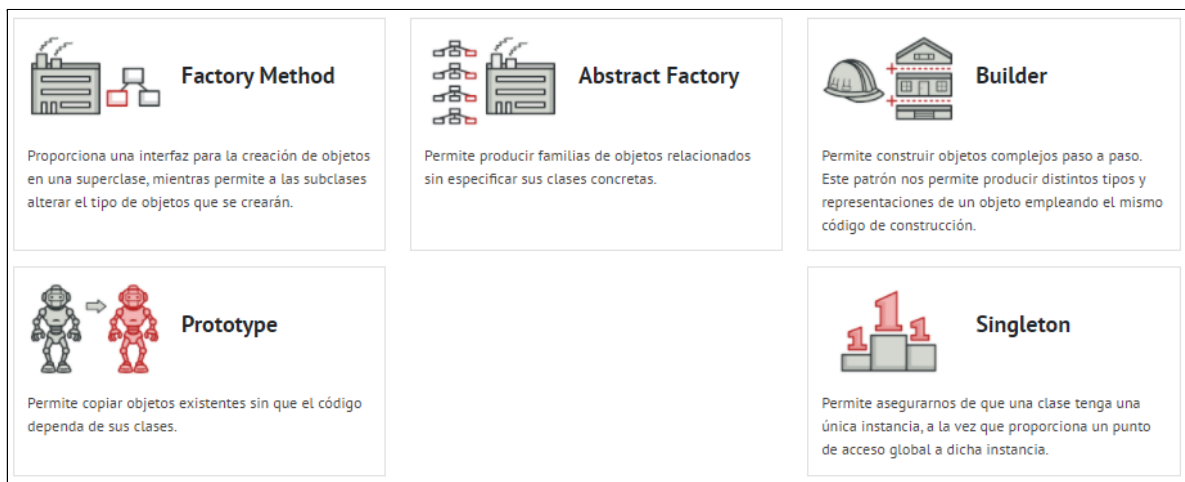 Factory Method
Proporciona una interfaz para la creación de objetos
en una superclase, mientras permite a las subclases
alterar el tipo de objetos que se crearán.
Abstract Factory
Permite producir familias de objetos relacionados
sin especificar sus clases concretas.
Builder
Permite construir objetos complejos paso a paso.
Este patrón nos permite producir distintos tipos y
representaciones de un objeto empleando el mismo
código de construcción.
Prototype
Permite copiar objetos existentes sin que el código
dependa de sus clases.
1 1 1
Singleton
Permite asegurarnos de que una clase tenga una
única instancia, a la vez que proporciona un punto
de acceso global a dicha instancia.